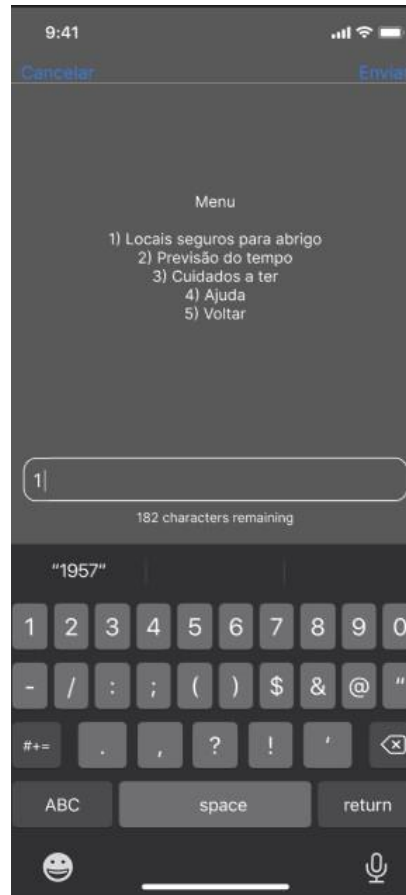 9:41
Cancelar Enviar
Menu
1) Locais seguros para abrigo
2) Previsão do tempo
3) Cuidados a ter
4) Ajuda
5) Voltar
1
182 characters remaining
"1957"
1 2 3 4 5 6 7 8 9 0
- / : ; ( ) $ & @ "
#+= . , ? ! '
ABC space return